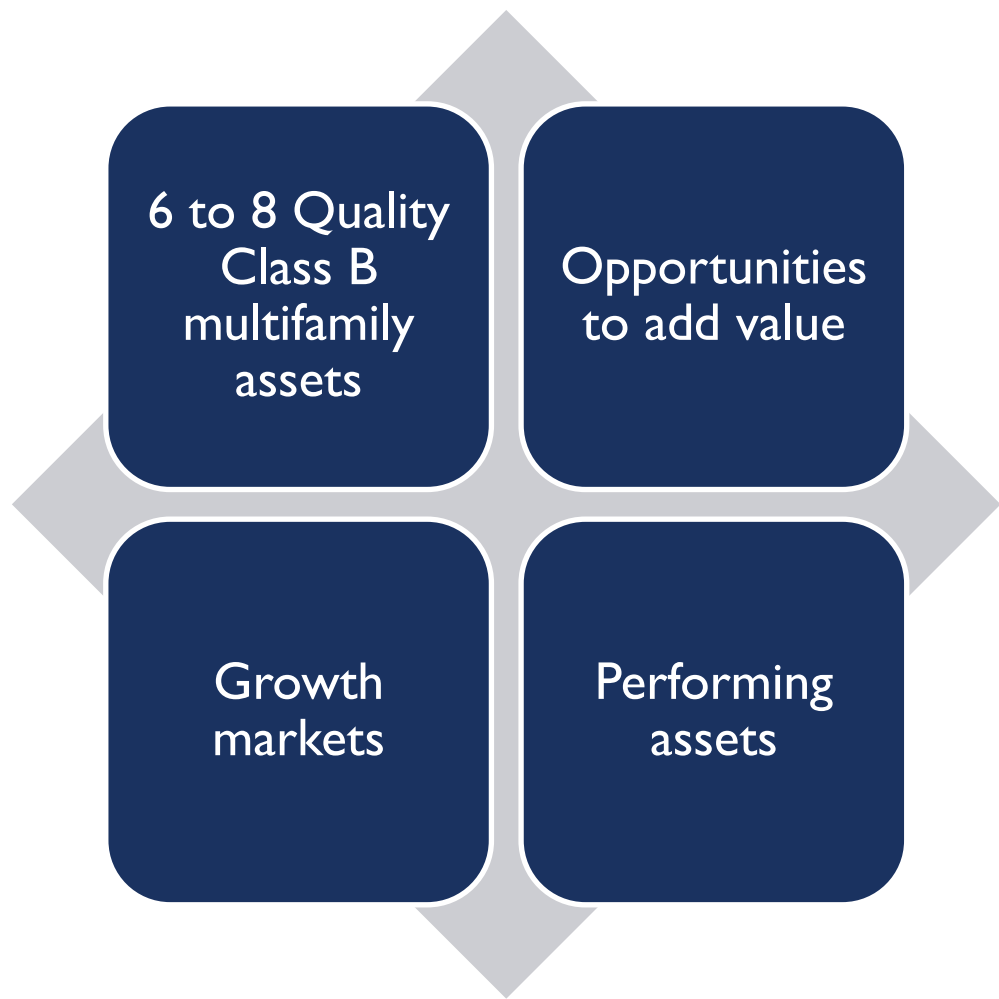 6 to 8 Quality
Class B
multifamily
assets
Opportunities
to add value
Growth
markets
Performing
assets